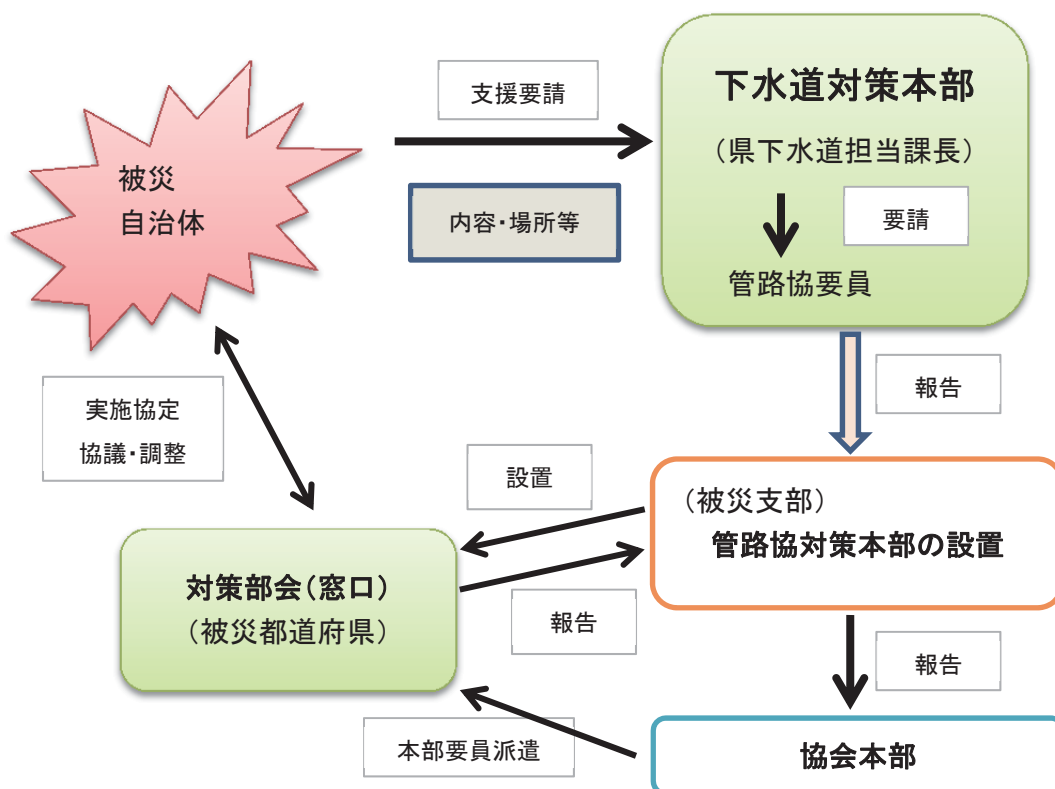 支援要請
下水道対策本部
（県下水道担当課長）
被災
自治体
内容・場所等
要請
管路協要員
報告
実施協定
協議・調整
設置
（被災支部）
管路協対策本部の設置
対策部会（窓口）
（被災都道府県）
報告
報告
本部要員派遣
協会本部